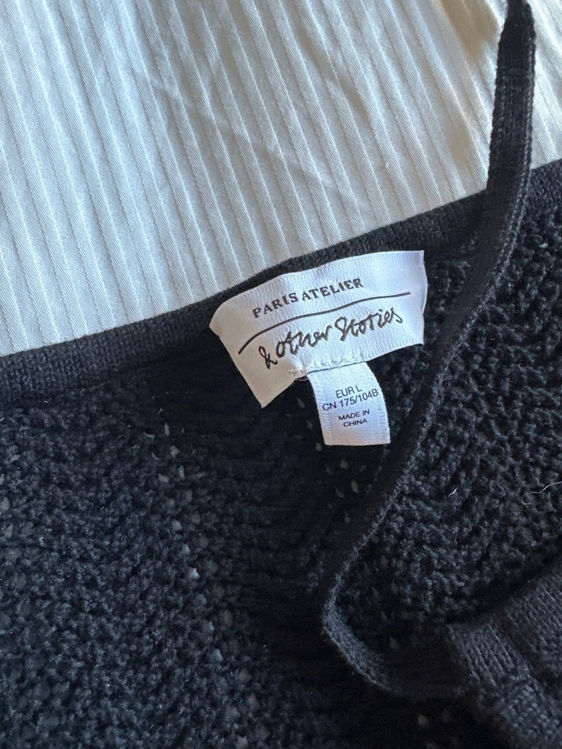 PARIS ATELIER
& other Stories
EUR L
CN 175/104B
MADE IN
CHINA